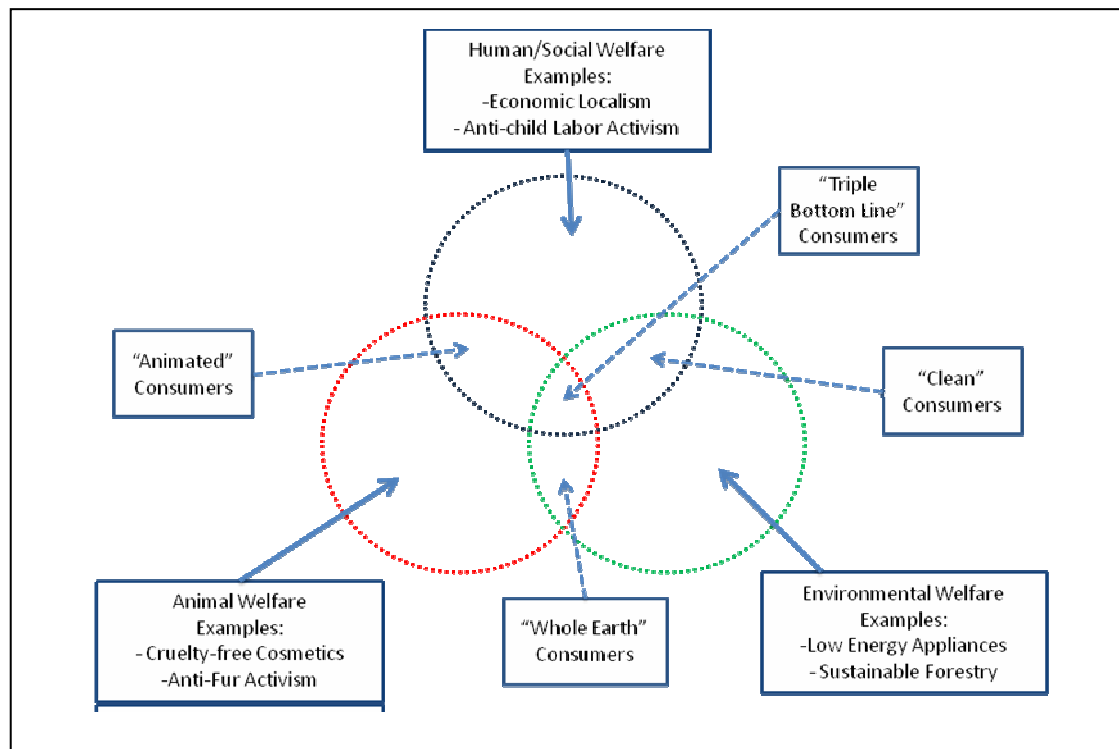 Human/Social Welfare
Examples:
-Economic Localism
-Anti-child Labor Activism
“Triple
Bottom Line”
Consumers
“Animated”
Consumers
“Clean”
Consumers
Animal Welfare
Examples:
-Cruelty-free Cosmetics
-Anti-Fur Activism
“Whole Earth”
Consumers
Environmental Welfare
Examples:
-Low Energy Appliances
-Sustainable Forestry